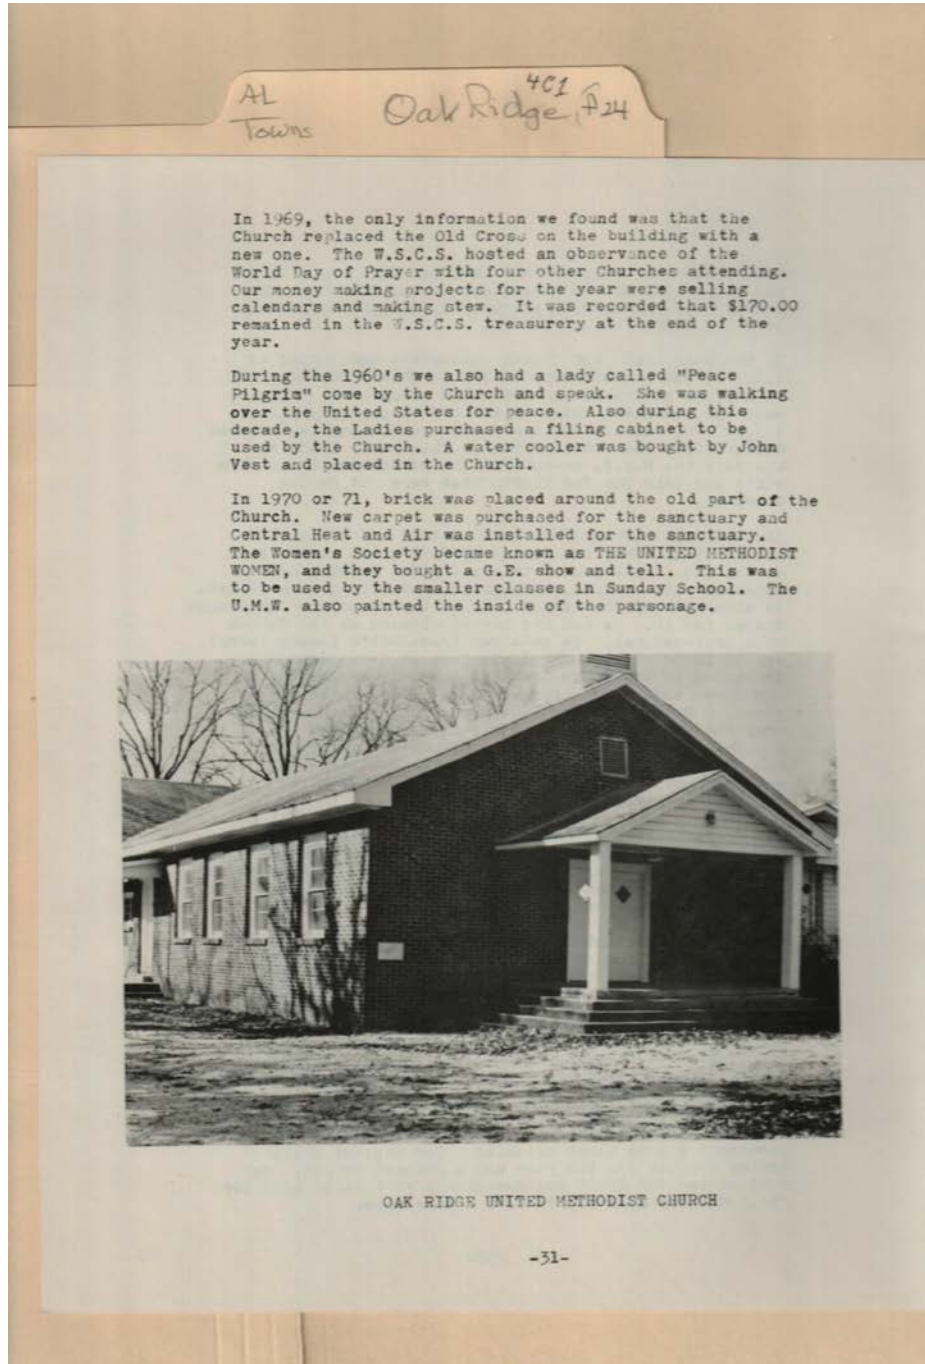 AL
Towns
Oak Ridge, 4C1
In 1969, the only information we found was that the
Church replaced the Old Cross on the building with a
new one. The W.S.C.S. hosted an observance of the
World Day of Prayer with four other Churches attending.
Our money making projects for the year were selling
calendars and making stew. It was recorded that $170.00
remained in the W.S.C.S. treasurery at the end of the
year.
During the 1960's we also had a lady called "Peace
Pilgrim" come by the Church and speak. She was walking
over the United States for peace. Also during this
decade, the Ladies purchased a filing cabinet to be
used by the Church. A water cooler was bought by John
Vest and placed in the Church.
In 1970 or 71, brick was placed around the old part of the
Church. New carpet was purchased for the sanctuary and
Central Heat and Air was installed for the sanctuary.
The Women's Society became known as THE UNITED METHODIST
WOMEN, and they bought a G.E. show and tell. This was
to be used by the smaller classes in Sunday School. The
U.M.W. also painted the inside of the parsonage.
OAK RIDGE UNITED METHODIST CHURCH
-31-